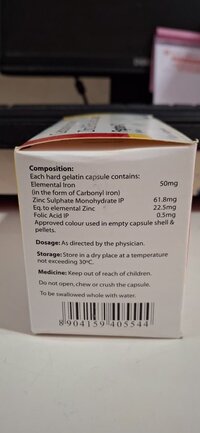 Composition:
Each hard gelatin capsule contains:
Elemental Iron 50mg
(in the form of Carbonyl Iron)
Zinc Sulphate Monohydrate IP 61.8mg
Eq. to elemental Zinc 22.5mg
Folic Acid IP 0.5mg
Approved colour used in empty capsule shell &
pellets.
Dosage: As directed by the physician.
Storage: Store in a dry place at a temperature
not exceeding 30°C.
Medicine: Keep out of reach of children.
Do not open, chew or crush the capsule.
To be swallowed whole with water.
8 904159 405544